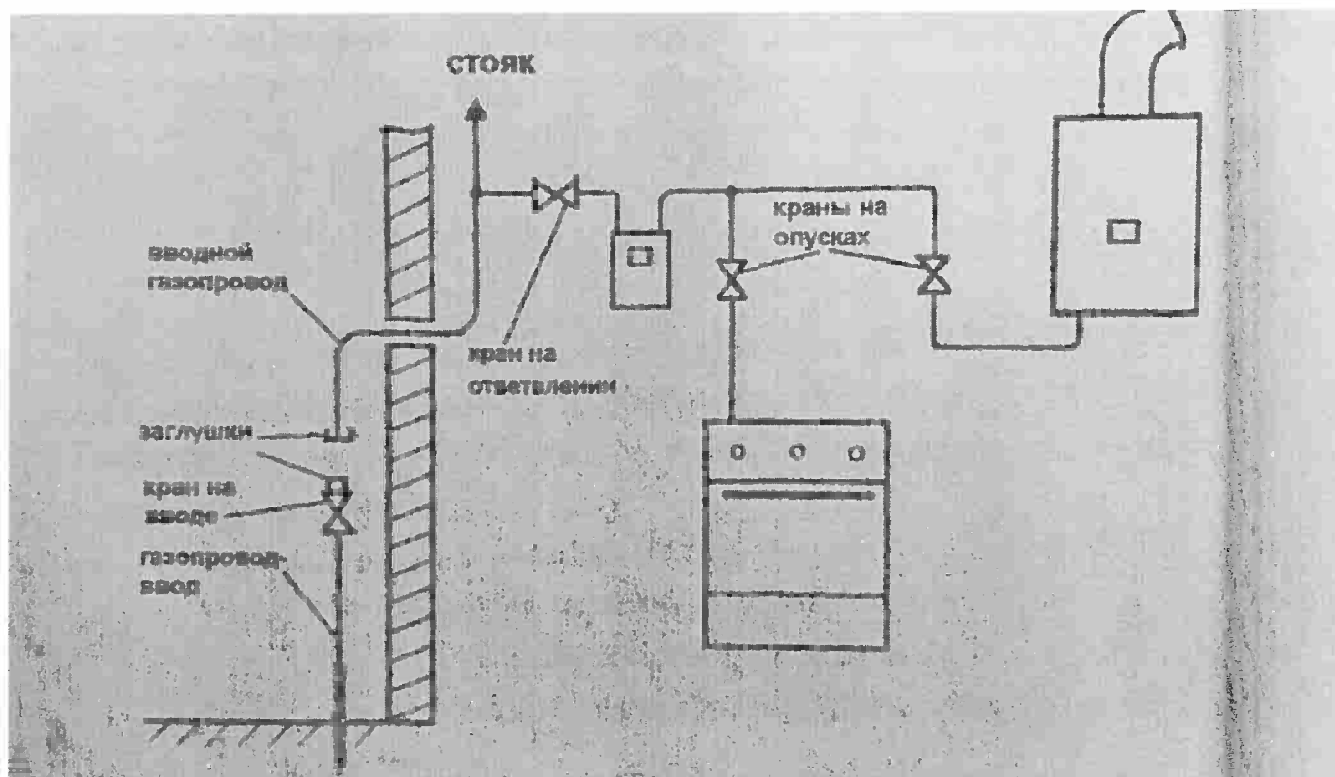 СТОЯК
вводной
газопровод
краны на
опусках
кран на
ответвлении
заглушки
кран на
вводе
газопровод-
ввод